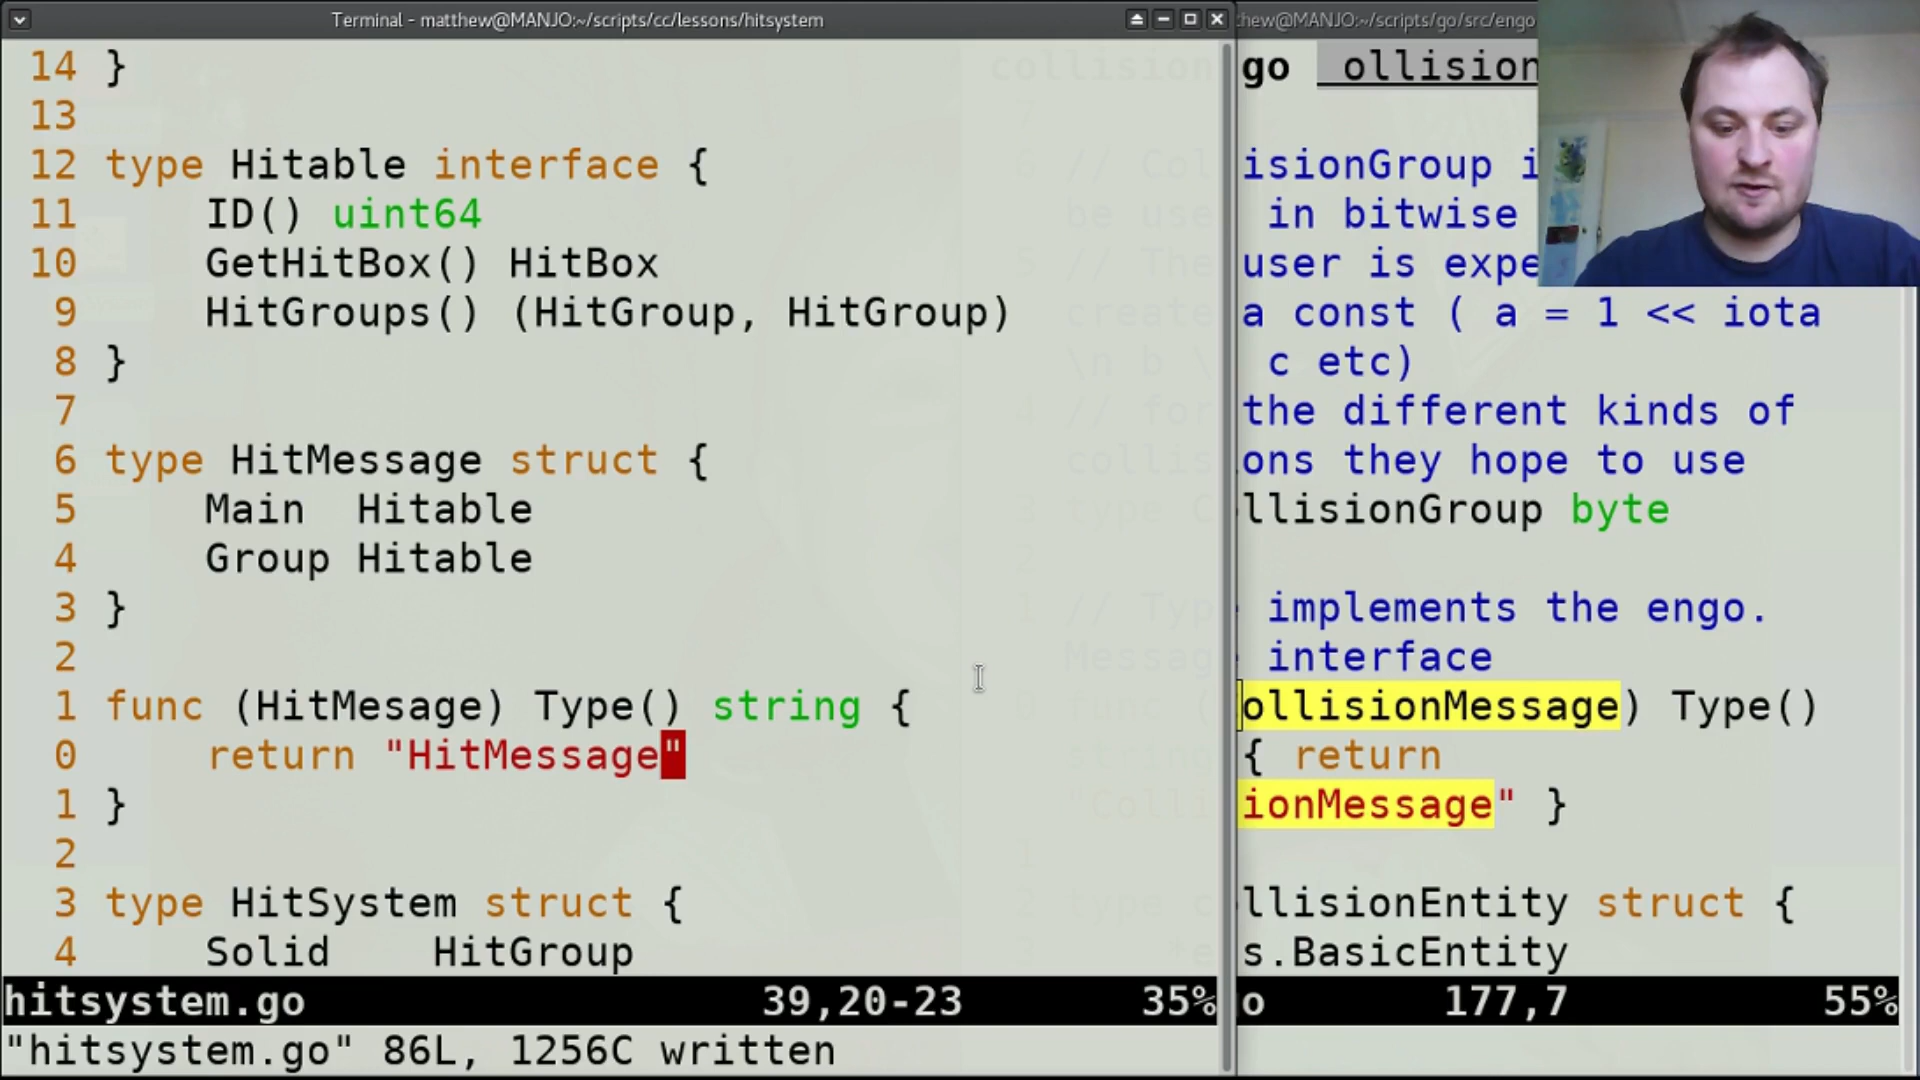 Terminal - matthew@MANJO:~/scripts/cc/lessons/hitsystem
hew@MANJO:~/scripts/go/src/engo
14 }
13
12 type Hitable interface {
11 ID() uint64
10 GetHitBox() HitBox
9 HitGroups() (HitGroup, HitGroup)
8 }
7
6 type HitMessage struct {
5 Main Hitable
4 Group Hitable
3 }
2
1 func (HitMesage) Type() string {
0 return "HitMessage"
1 }
2
3 type HitSystem struct {
4 Solid HitGroup
hitsystem.go 39,20-23 35%
"hitsystem.go" 86L, 1256C written
go ollision
isionGroup i
in bitwise
user is expe
a const ( a = 1 << iota
c etc)
the different kinds of
ons they hope to use
llisionGroup byte
implements the engo.
interface
ollisionMessage) Type()
{ return
ionMessage" }
llisionEntity struct {
s.BasicEntity
o 177,7 55%